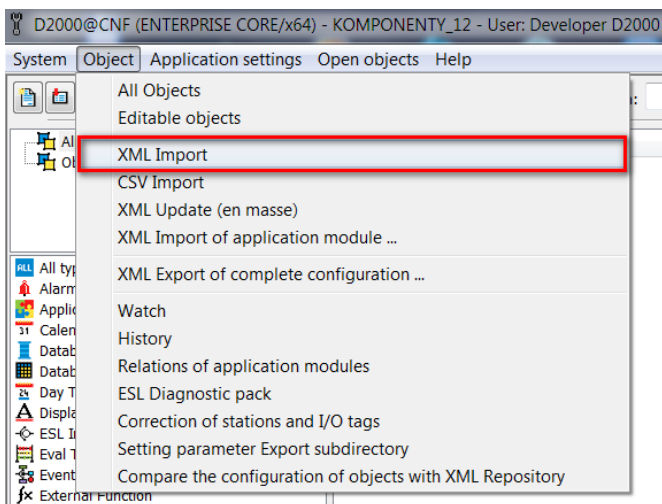 D2000@CNF (ENTERPRISE CORE/x64) - KOMPONENTY_12 - User: Developer D2000
System Object Application settings Open objects Help
All Objects
Editable objects
XML Import
CSV Import
XML Update (en masse)
XML Import of application module ...
XML Export of complete configuration ...
Watch
History
Relations of application modules
ESL Diagnostic pack
Correction of stations and I/O tags
Setting parameter Export subdirectory
Compare the configuration of objects with XML Repository
ALL All typ
Alarm
Applic
31 Calen
Datab
Datab
24 Day T
A Displa
ESL I
Eval T
Event
fx External Function